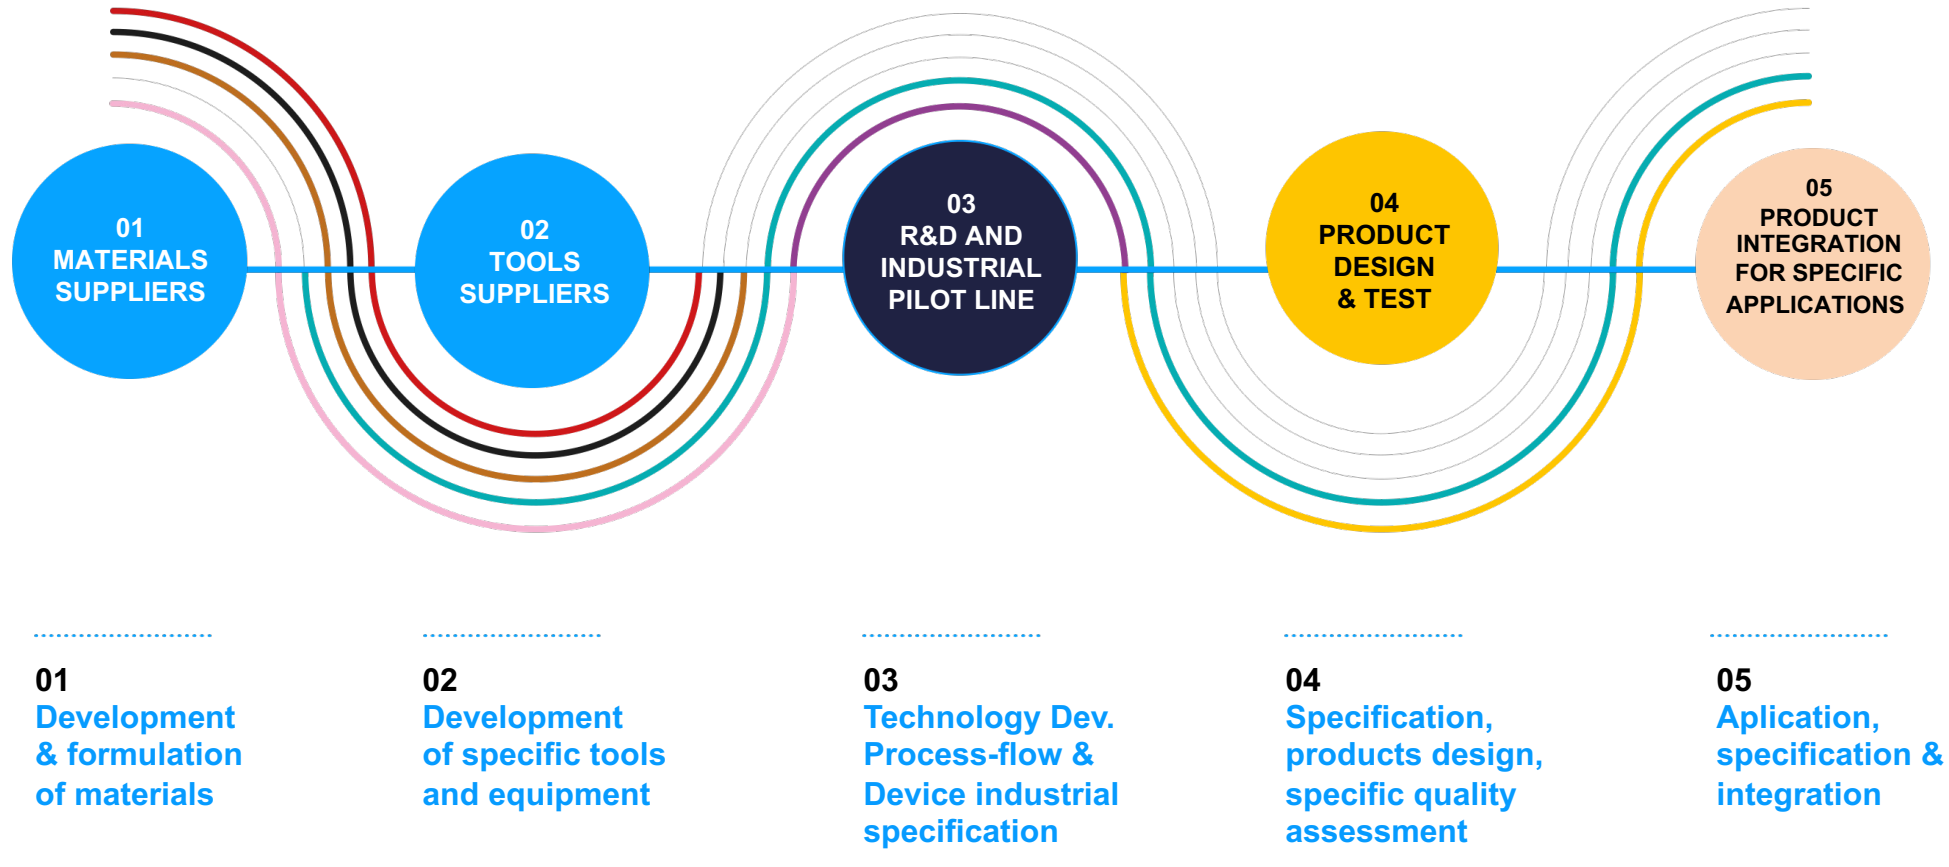 01
MATERIALS
SUPPLIERS
02
TOOLS
SUPPLIERS
03
R&D AND
INDUSTRIAL
PILOT LINE
04
PRODUCT
DESIGN
& TEST
05
PRODUCT
INTEGRATION
FOR SPECIFIC
APPLICATIONS
01
Development
& formulation
of materials
02
Development
of specific tools
and equipment
03
Technology Dev.
Process-flow &
Device industrial
specification
04
Specification,
products design,
specific quality
assessment
05
Aplication,
specification &
integration